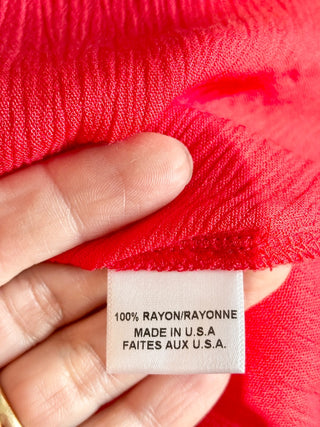 100% RAYON/RAYONNE
MADE IN U.S.A
FAITES AUX U.S.A.